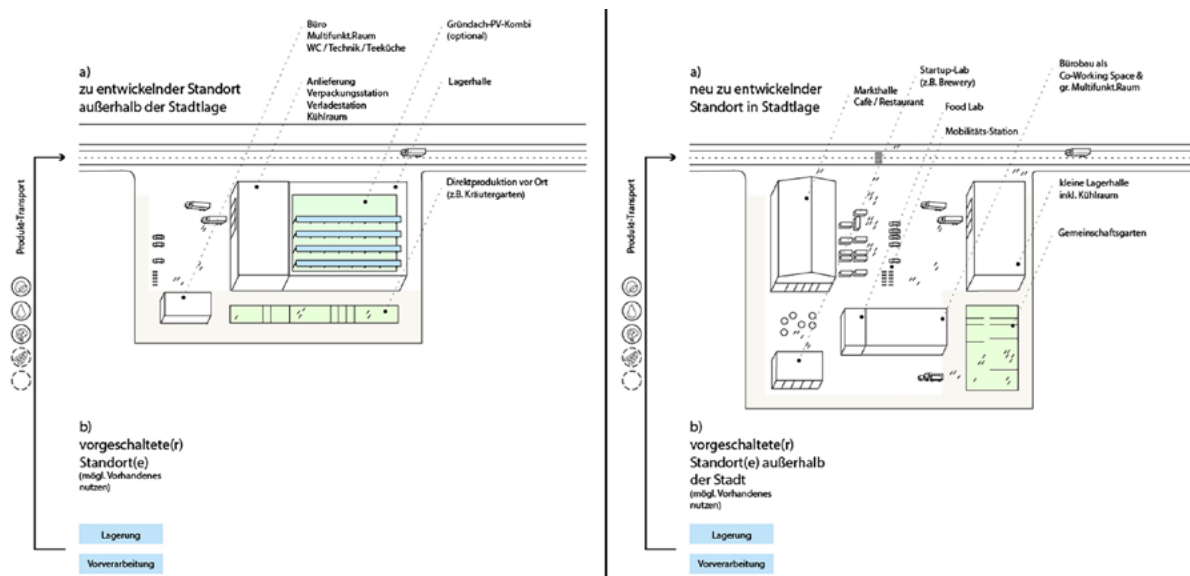 Büro
Multifunkt.Raum
WC / Technik / Teeküche
Gründach-PV-Kombi
(optional)
a)
zu entwickelnder Standort
außerhalb der Stadtlage
Anlieferung
Verpackungsstation
Verladestation
Kühlraum
Lagerhalle
Direktproduktion vor Ort
(z.B. Kräutergarten)
Produkt-Transport
b)
vorgeschaltete(r)
Standort(e)
(mögl. Vorhandenes
nutzen)
Lagerung
Vorverarbeitung
a)
neu zu entwickelnder
Standort in Stadtlage
Markthalle
Cafè / Restaurant
Startup-Lab
(z.B. Brewery)
Food Lab
Mobilitäts-Station
Bürobau als
Co-Working Space &
gr. Multifunkt.Raum
kleine Lagerhalle
inkl. Kühlraum
Gemeinschaftsgarten
Produkt-Transport
b)
vorgeschaltete(r)
Standort(e) außerhalb
der Stadt
(mögl. Vorhandenes
nutzen)
Lagerung
Vorverarbeitung